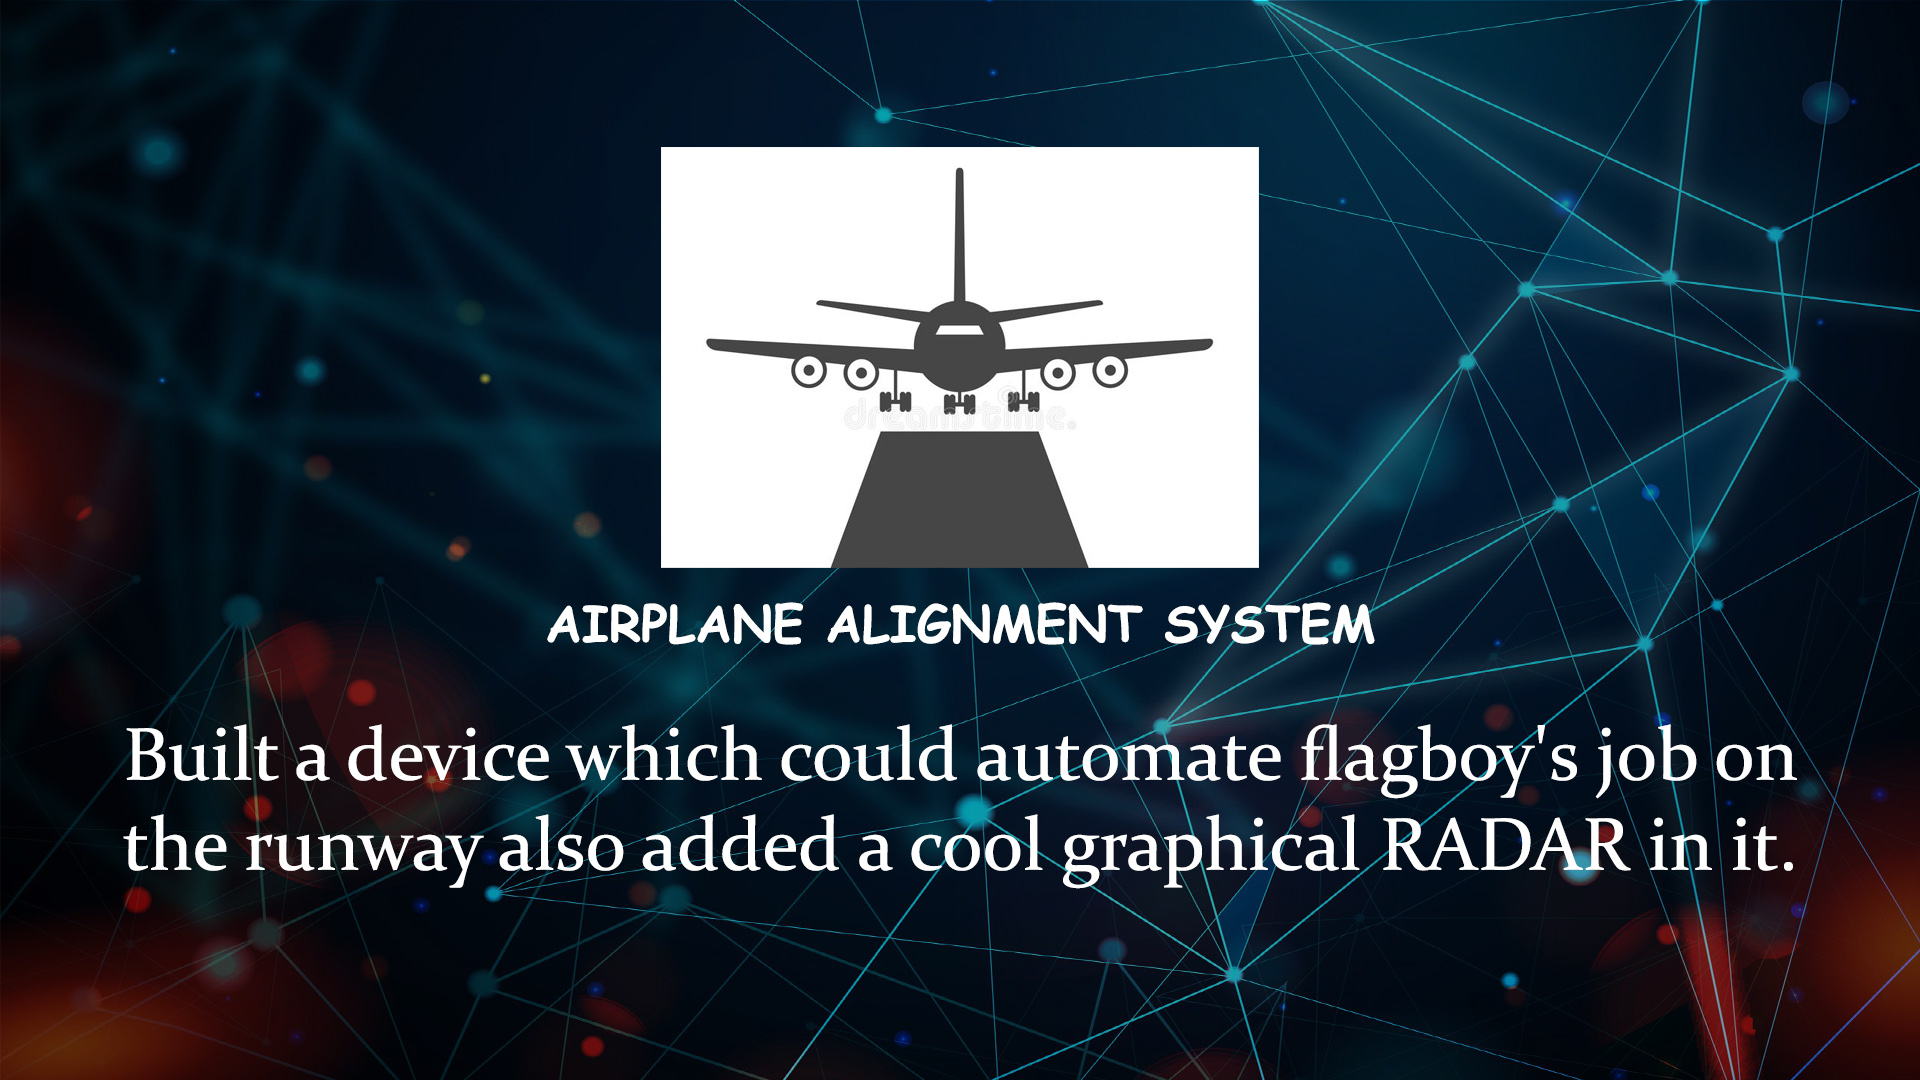 dreamstime.
AIRPLANE ALIGNMENT SYSTEM
Built a device which could automate flagboy's job on
the runway also added a cool graphical RADAR in it.